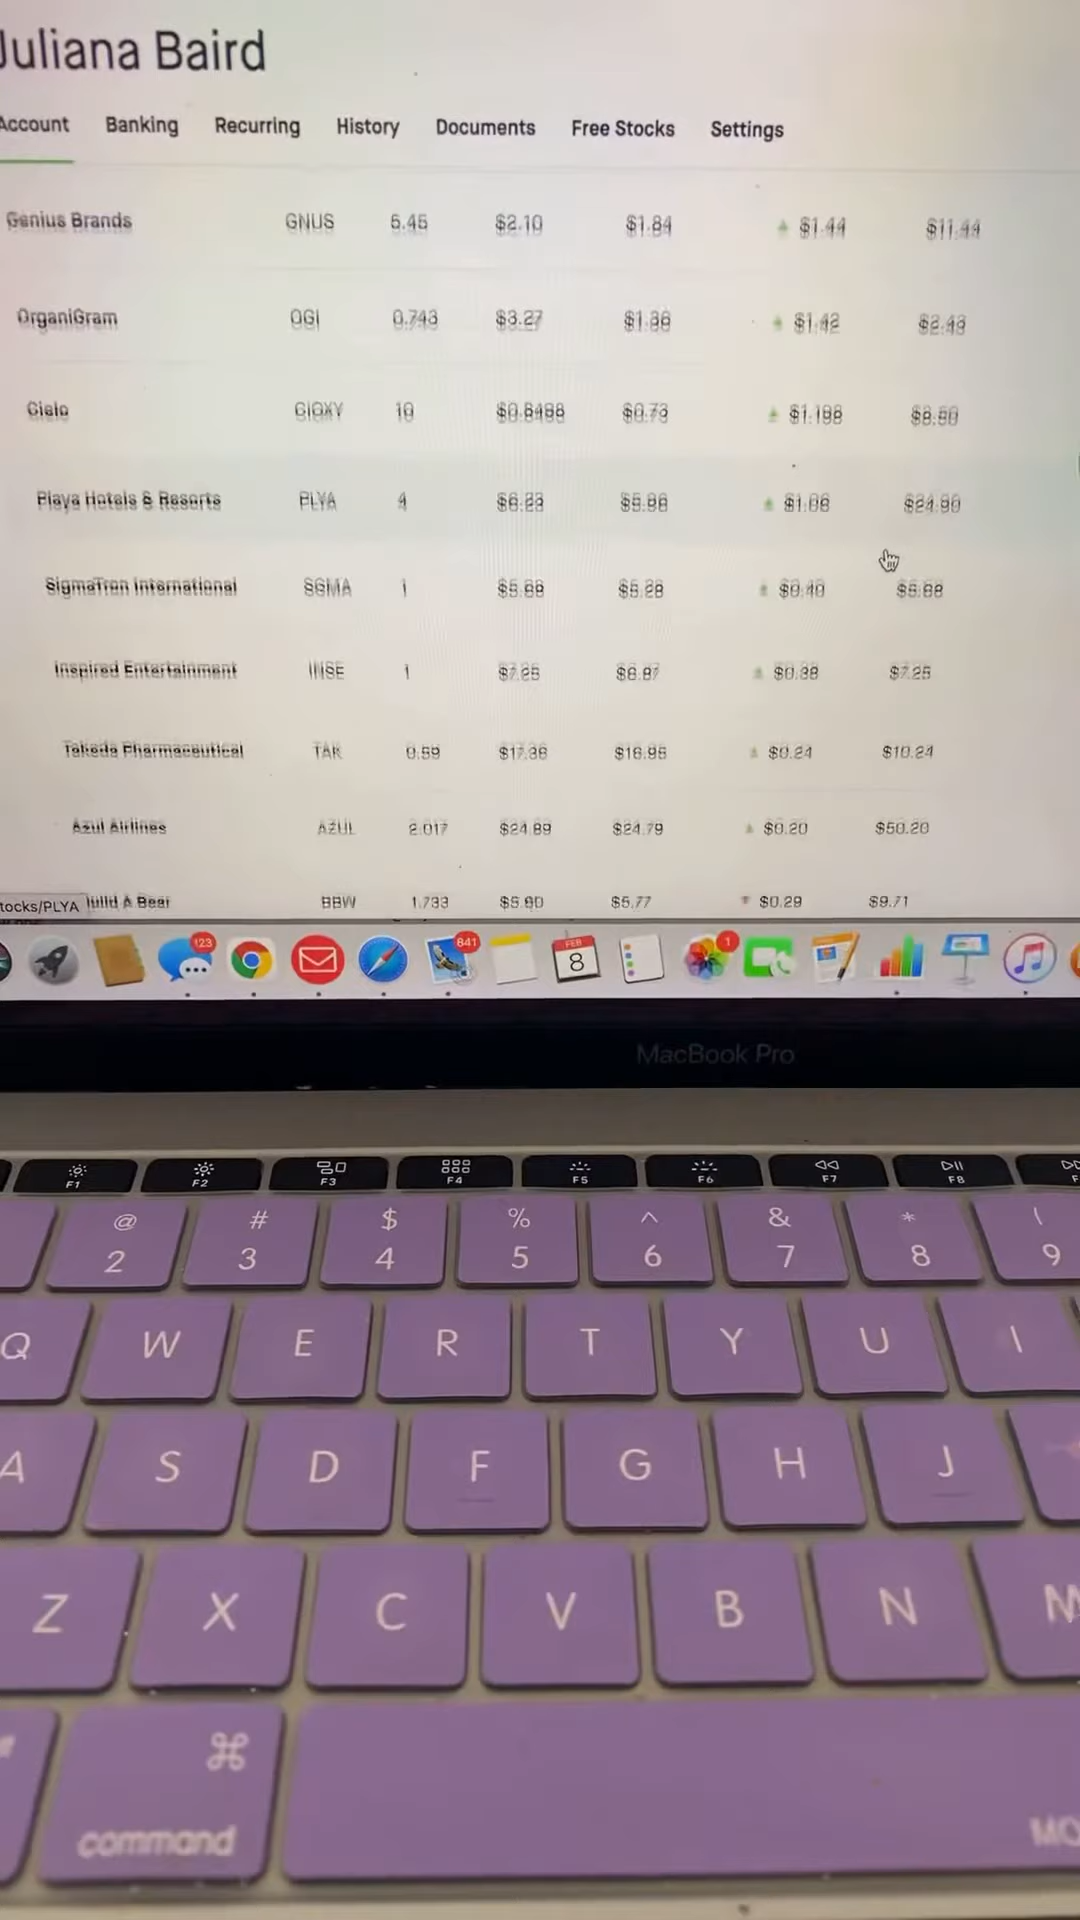 Juliana Baird
Account Banking Recurring History Documents Free Stocks Settings
Genius Brands GNUS 5.45 $2.10 $1.84 $1.44 $11.44
OrganiGram OGI 0.743 $3.27 $1.36 $1.42 $2.43
Cielo CIOXY 10 $0.8498 $0.73 $1.198 $8.50
Playa Hotels & Resorts PLYA 4 $6.23 $5.96 $1.06 $24.90
SigmaTron International SGMA 1 $5.68 $5.28 $0.40 $5.68
Inspired Entertainment INSE 1 $7.25 $6.87 $0.38 $7.25
Takeda Pharmaceutical TAK 0.59 $17.36 $16.95 $0.24 $10.24
Azul Airlines AZUL 2.017 $24.89 $24.79 $0.20 $50.20
tocks/PLYA uild A Bear BBW 1.733 $5.60 $5.77 $0.29 $9.71
123 841 FEB 8 1
MacBook Pro
F1 F2 F3 F4 F5 F6 F7 F8 F
@ # $ % ^ & * (
2 3 4 5 6 7 8 9
Q W E R T Y U I
A S D F G H J
Z X C V B N M
⌘
command MO